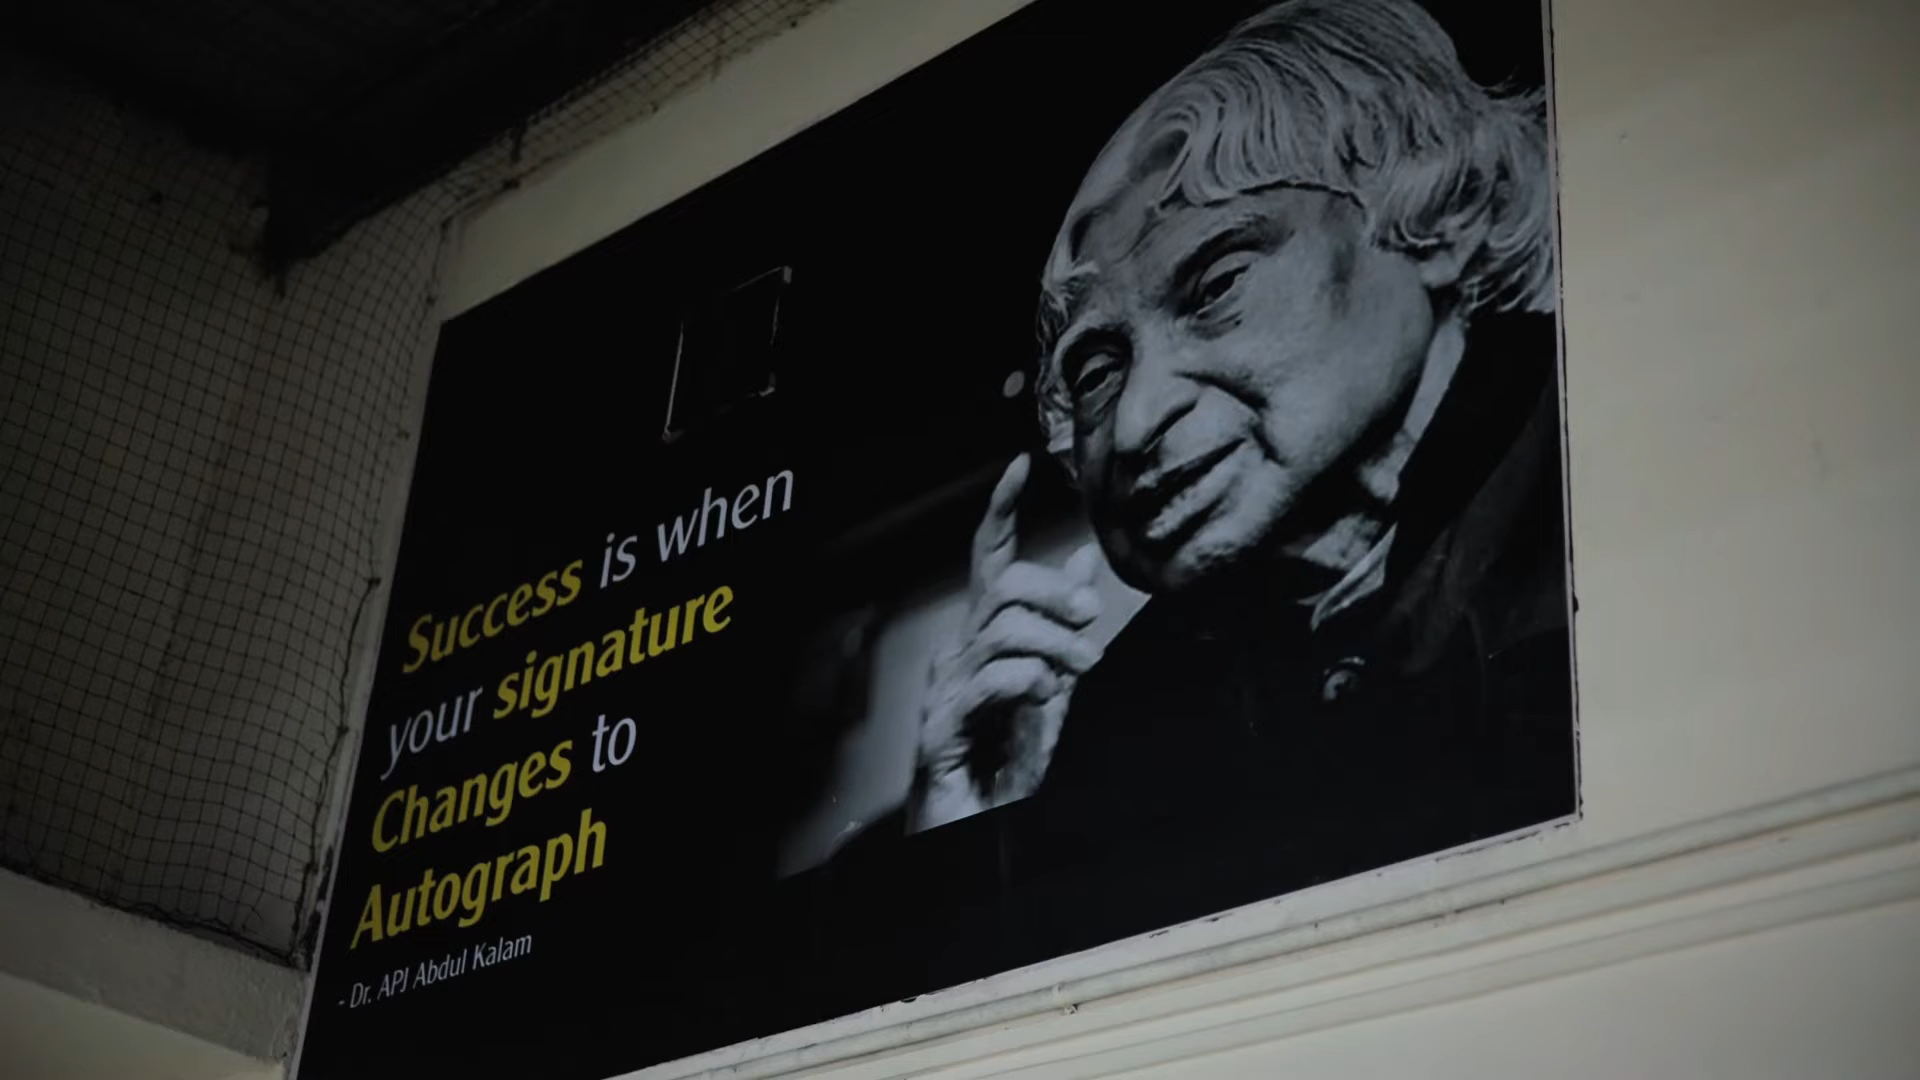 Success is when
your signature
Changes to
Autograph
- Dr. APJ Abdul Kalam